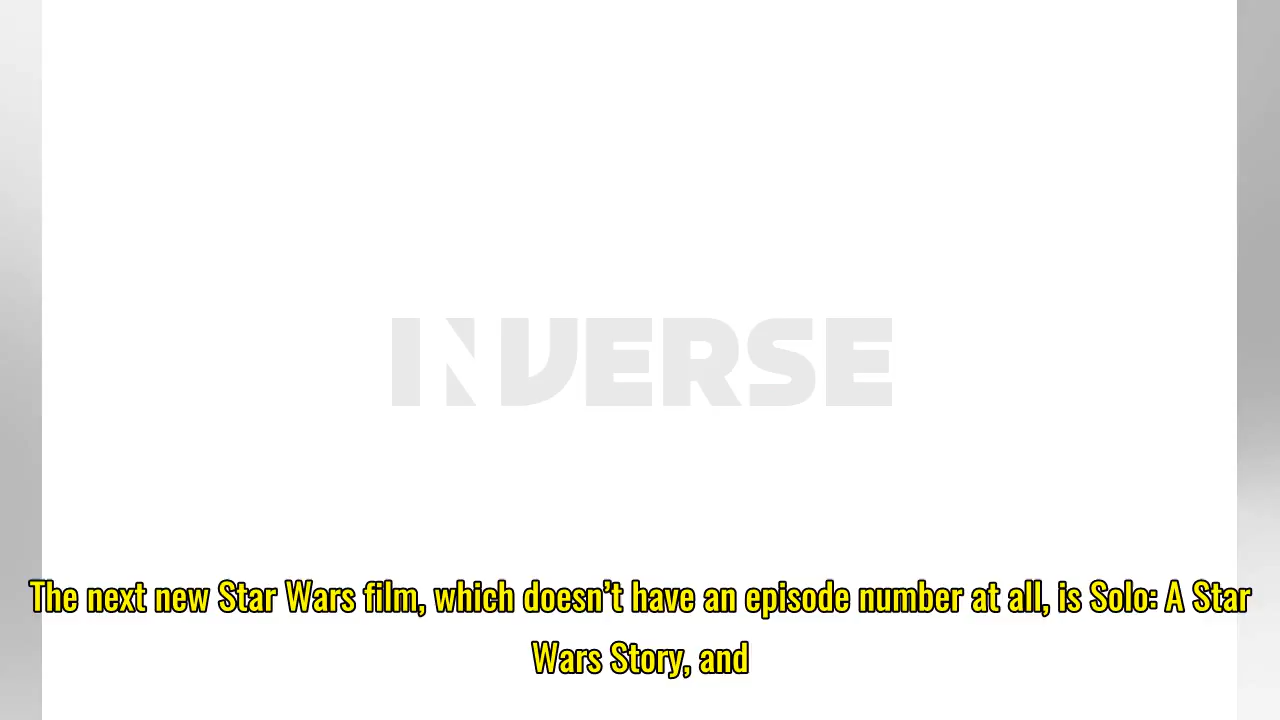 INVERSE
The next new Star Wars film, which doesn’t have an episode number at all, is Solo: A Star
Wars Story, and